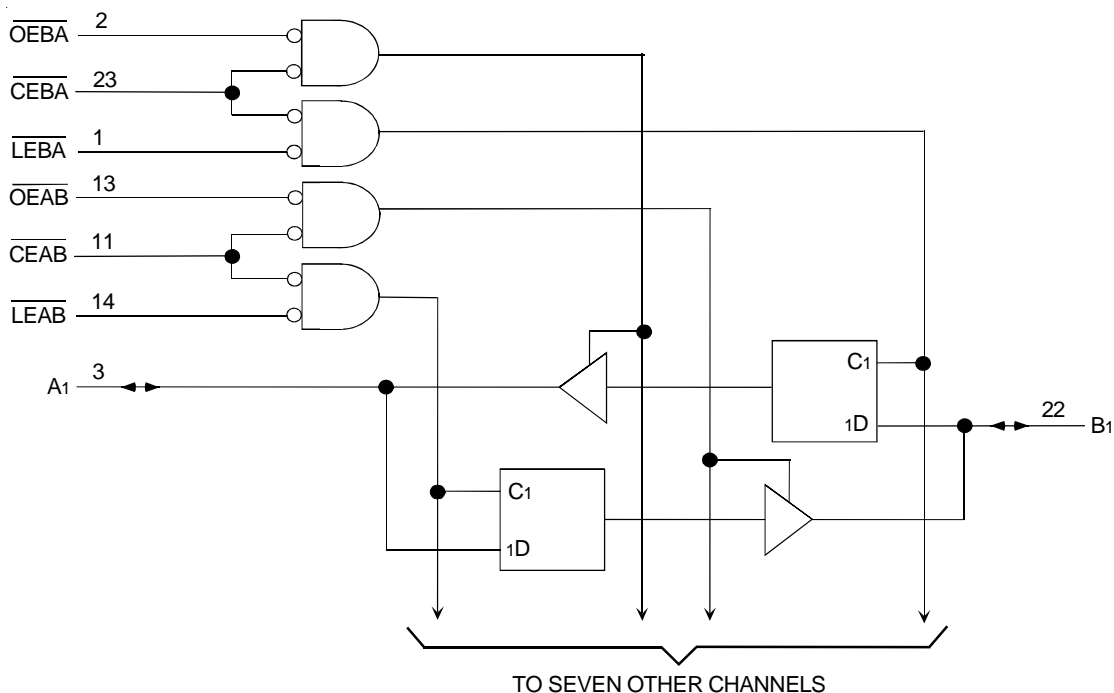 OEBA 2
CEBA 23
LEBA 1
OEAB 13
CEAB 11
LEAB 14
A1 3
C1
1D
22 B1
C1
1D
TO SEVEN OTHER CHANNELS